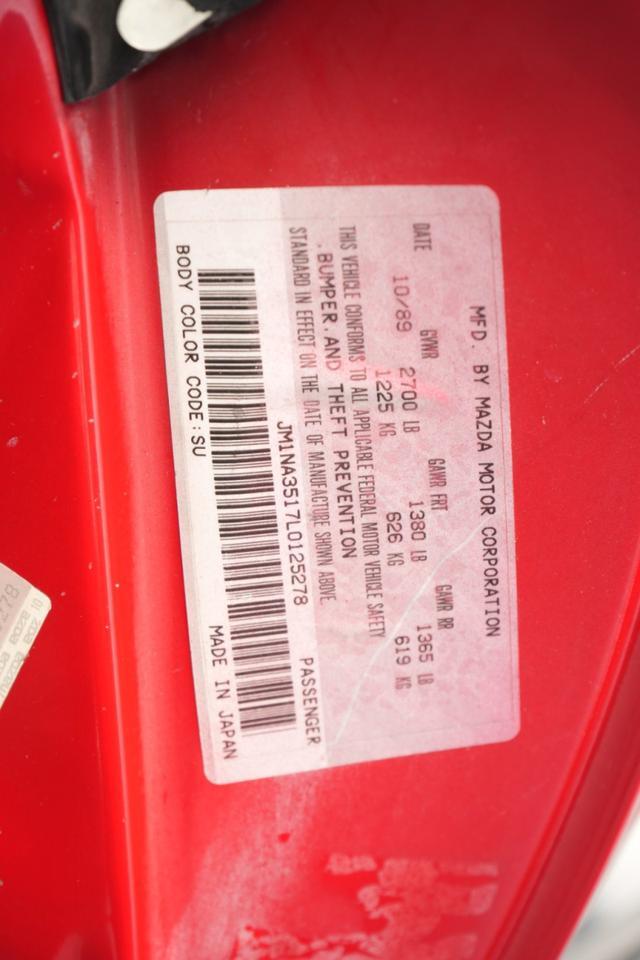 MFD. BY MAZDA MOTOR CORPORATION
DATE GVWR GAWR FRT GAWR RR
10/89 2700 LB 1380 LB 1365 LB
1225 KG 626 KG 619 KG
THIS VEHICLE CONFORMS TO ALL APPLICABLE FEDERAL MOTOR VEHICLE SAFETY
.BUMPER.AND THEFT PREVENTION
STANDARD IN EFFECT ON THE DATE OF MANUFACTURE SHOWN ABOVE.
JM1NA3517L0125278 PASSENGER
BODY COLOR CODE:SU MADE IN JAPAN